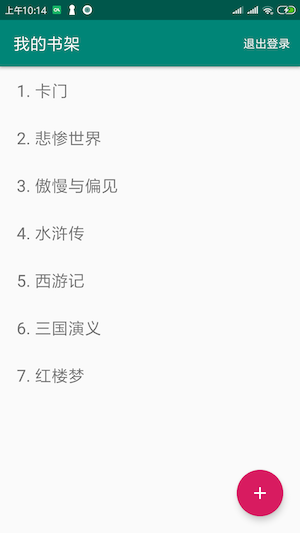 上午10:14
我的书架
退出登录
1. 卡门
2. 悲惨世界
3. 傲慢与偏见
4. 水浒传
5. 西游记
6. 三国演义
7. 红楼梦